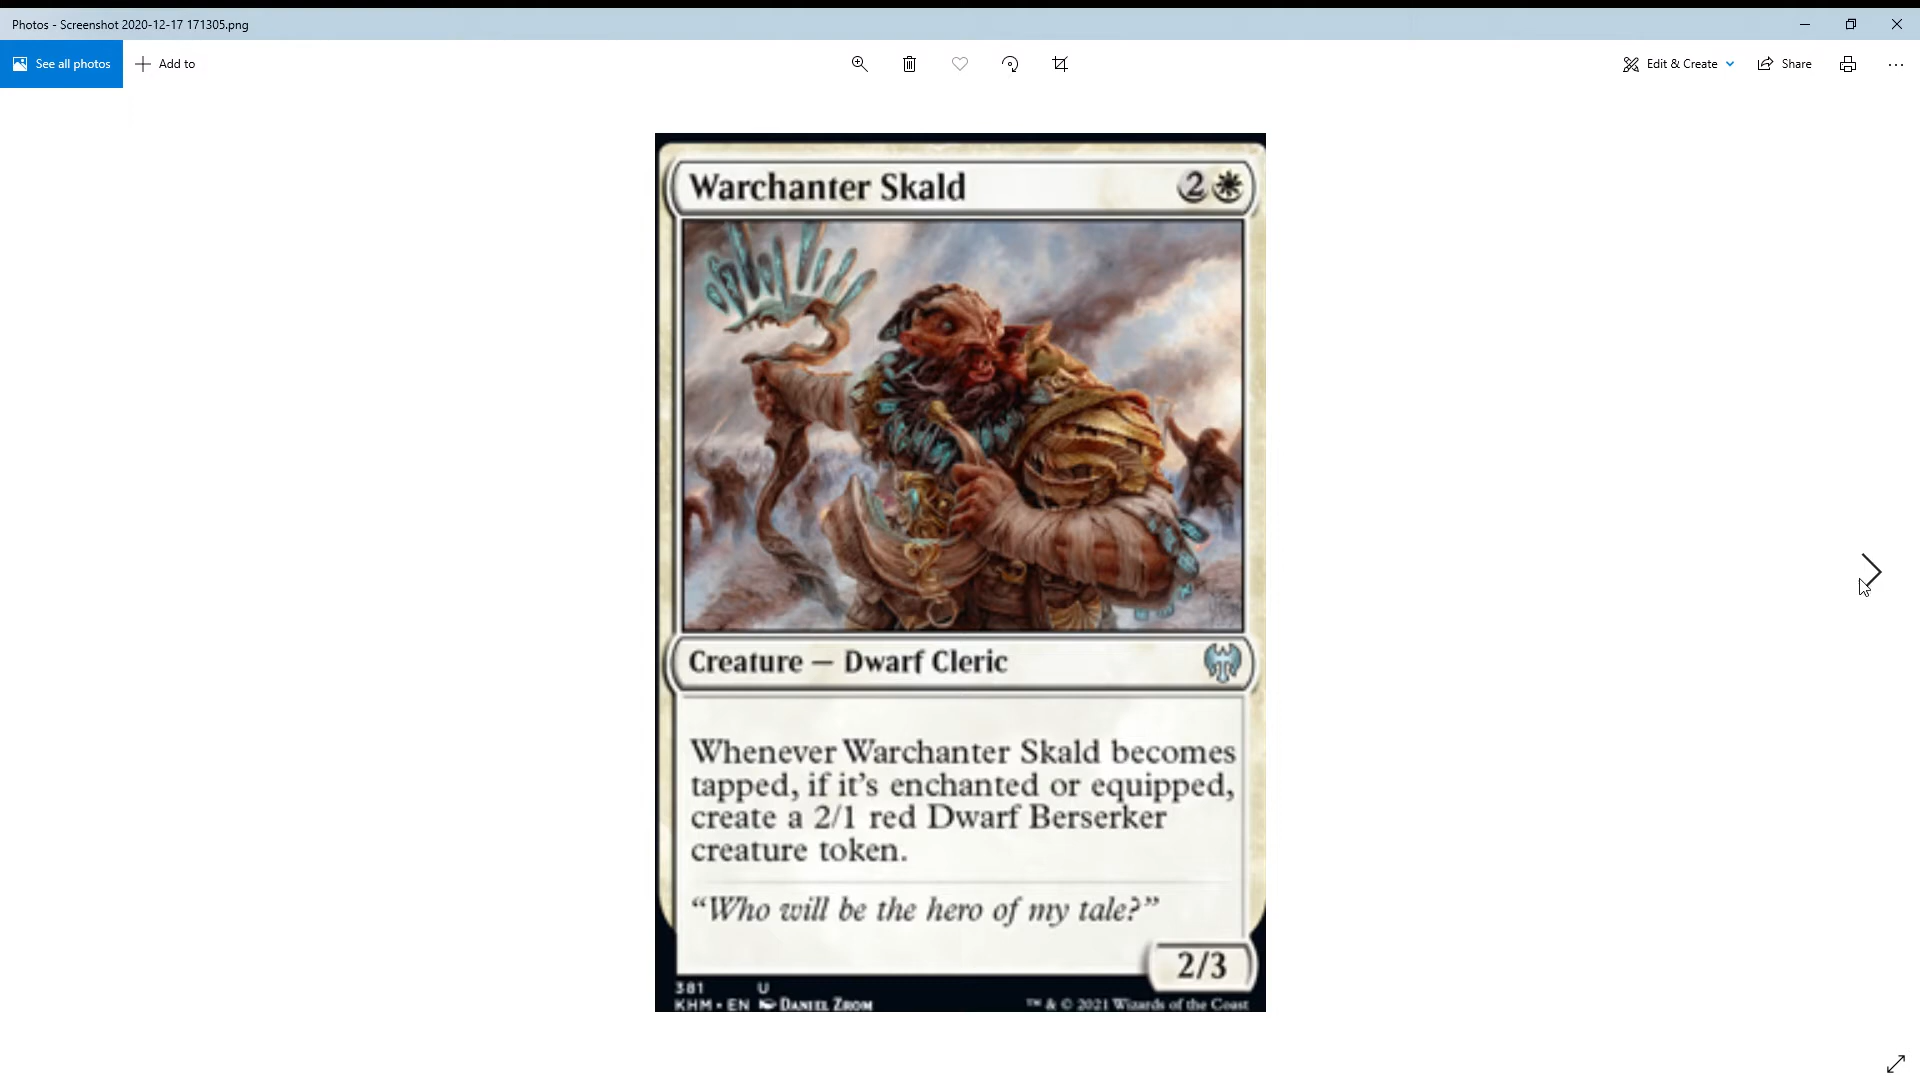 Photos - Screenshot 2020-12-17 171305.png
See all photos
Add to
Edit & Create
Share
Warchanter Skald
2
Creature — Dwarf Cleric
Whenever Warchanter Skald becomes
tapped, if it's enchanted or equipped,
create a 2/1 red Dwarf Berserker
creature token.
"Who will be the hero of my tale?"
2/3
381 U
KHM • EN DANIEL ZROM
™ & © 2021 Wizards of the Coast